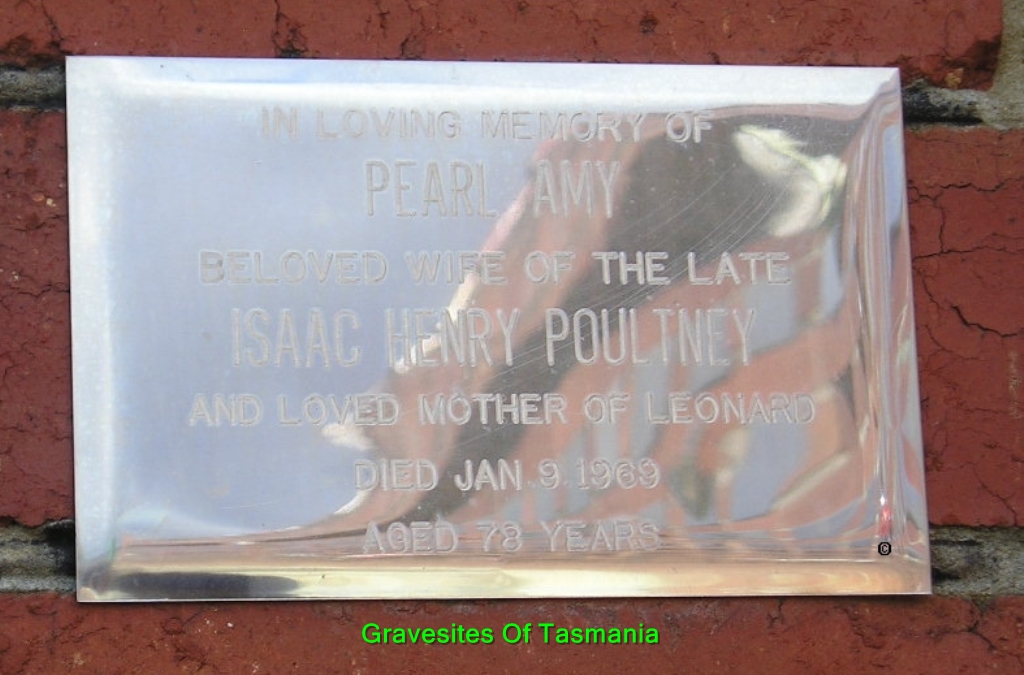 IN LOVING MEMORY OF
PEARL AMY
BELOVED WIFE OF THE LATE
ISAAC HENRY POULTNEY
AND LOVED MOTHER OF LEONARD
DIED JAN. 9. 1969
AGED 78 YEARS
©
Gravesites Of Tasmania